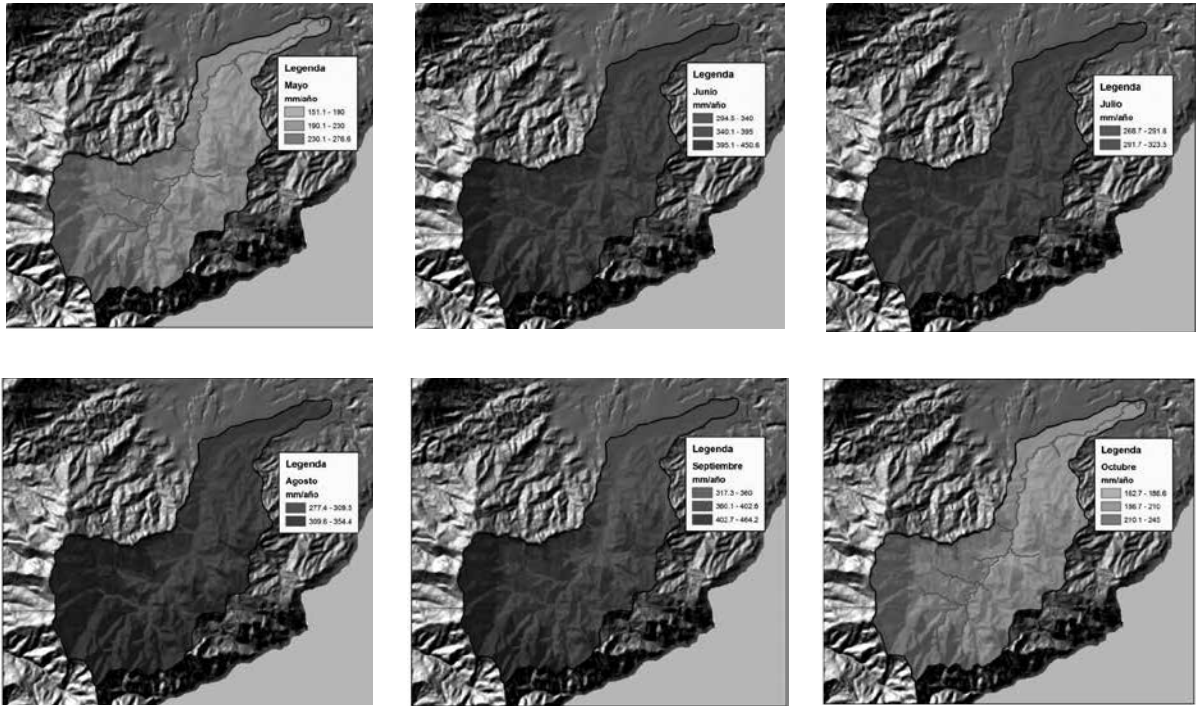 Legenda
Mayo
mm/año
151.1 - 190
190.1 - 230
230.1 - 276.6
Legenda
Junio
mm/año
294.5 - 340
340.1 - 395
395.1 - 450.6
Legenda
Julio
mm/año
268.7 - 291.6
291.7 - 323.5
Legenda
Agosto
mm/año
277.4 - 309.5
309.6 - 354.4
Legenda
Septiembre
mm/año
317.3 - 360
360.1 - 402.6
402.7 - 464.2
Legenda
Octubre
mm/año
162.7 - 186.6
186.7 - 210
210.1 - 245